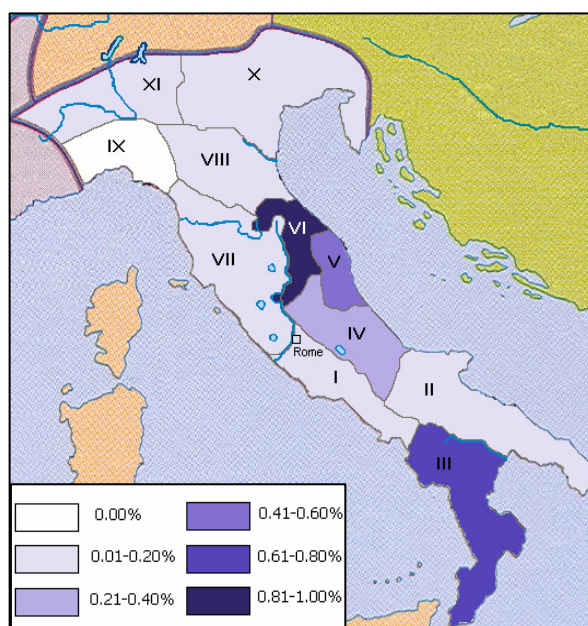 XI
X
IX
VIII
VI
VII
V
IV
Rome
I
II
III
0.00%
0.41-0.60%
0.01-0.20%
0.61-0.80%
0.21-0.40%
0.81-1.00%